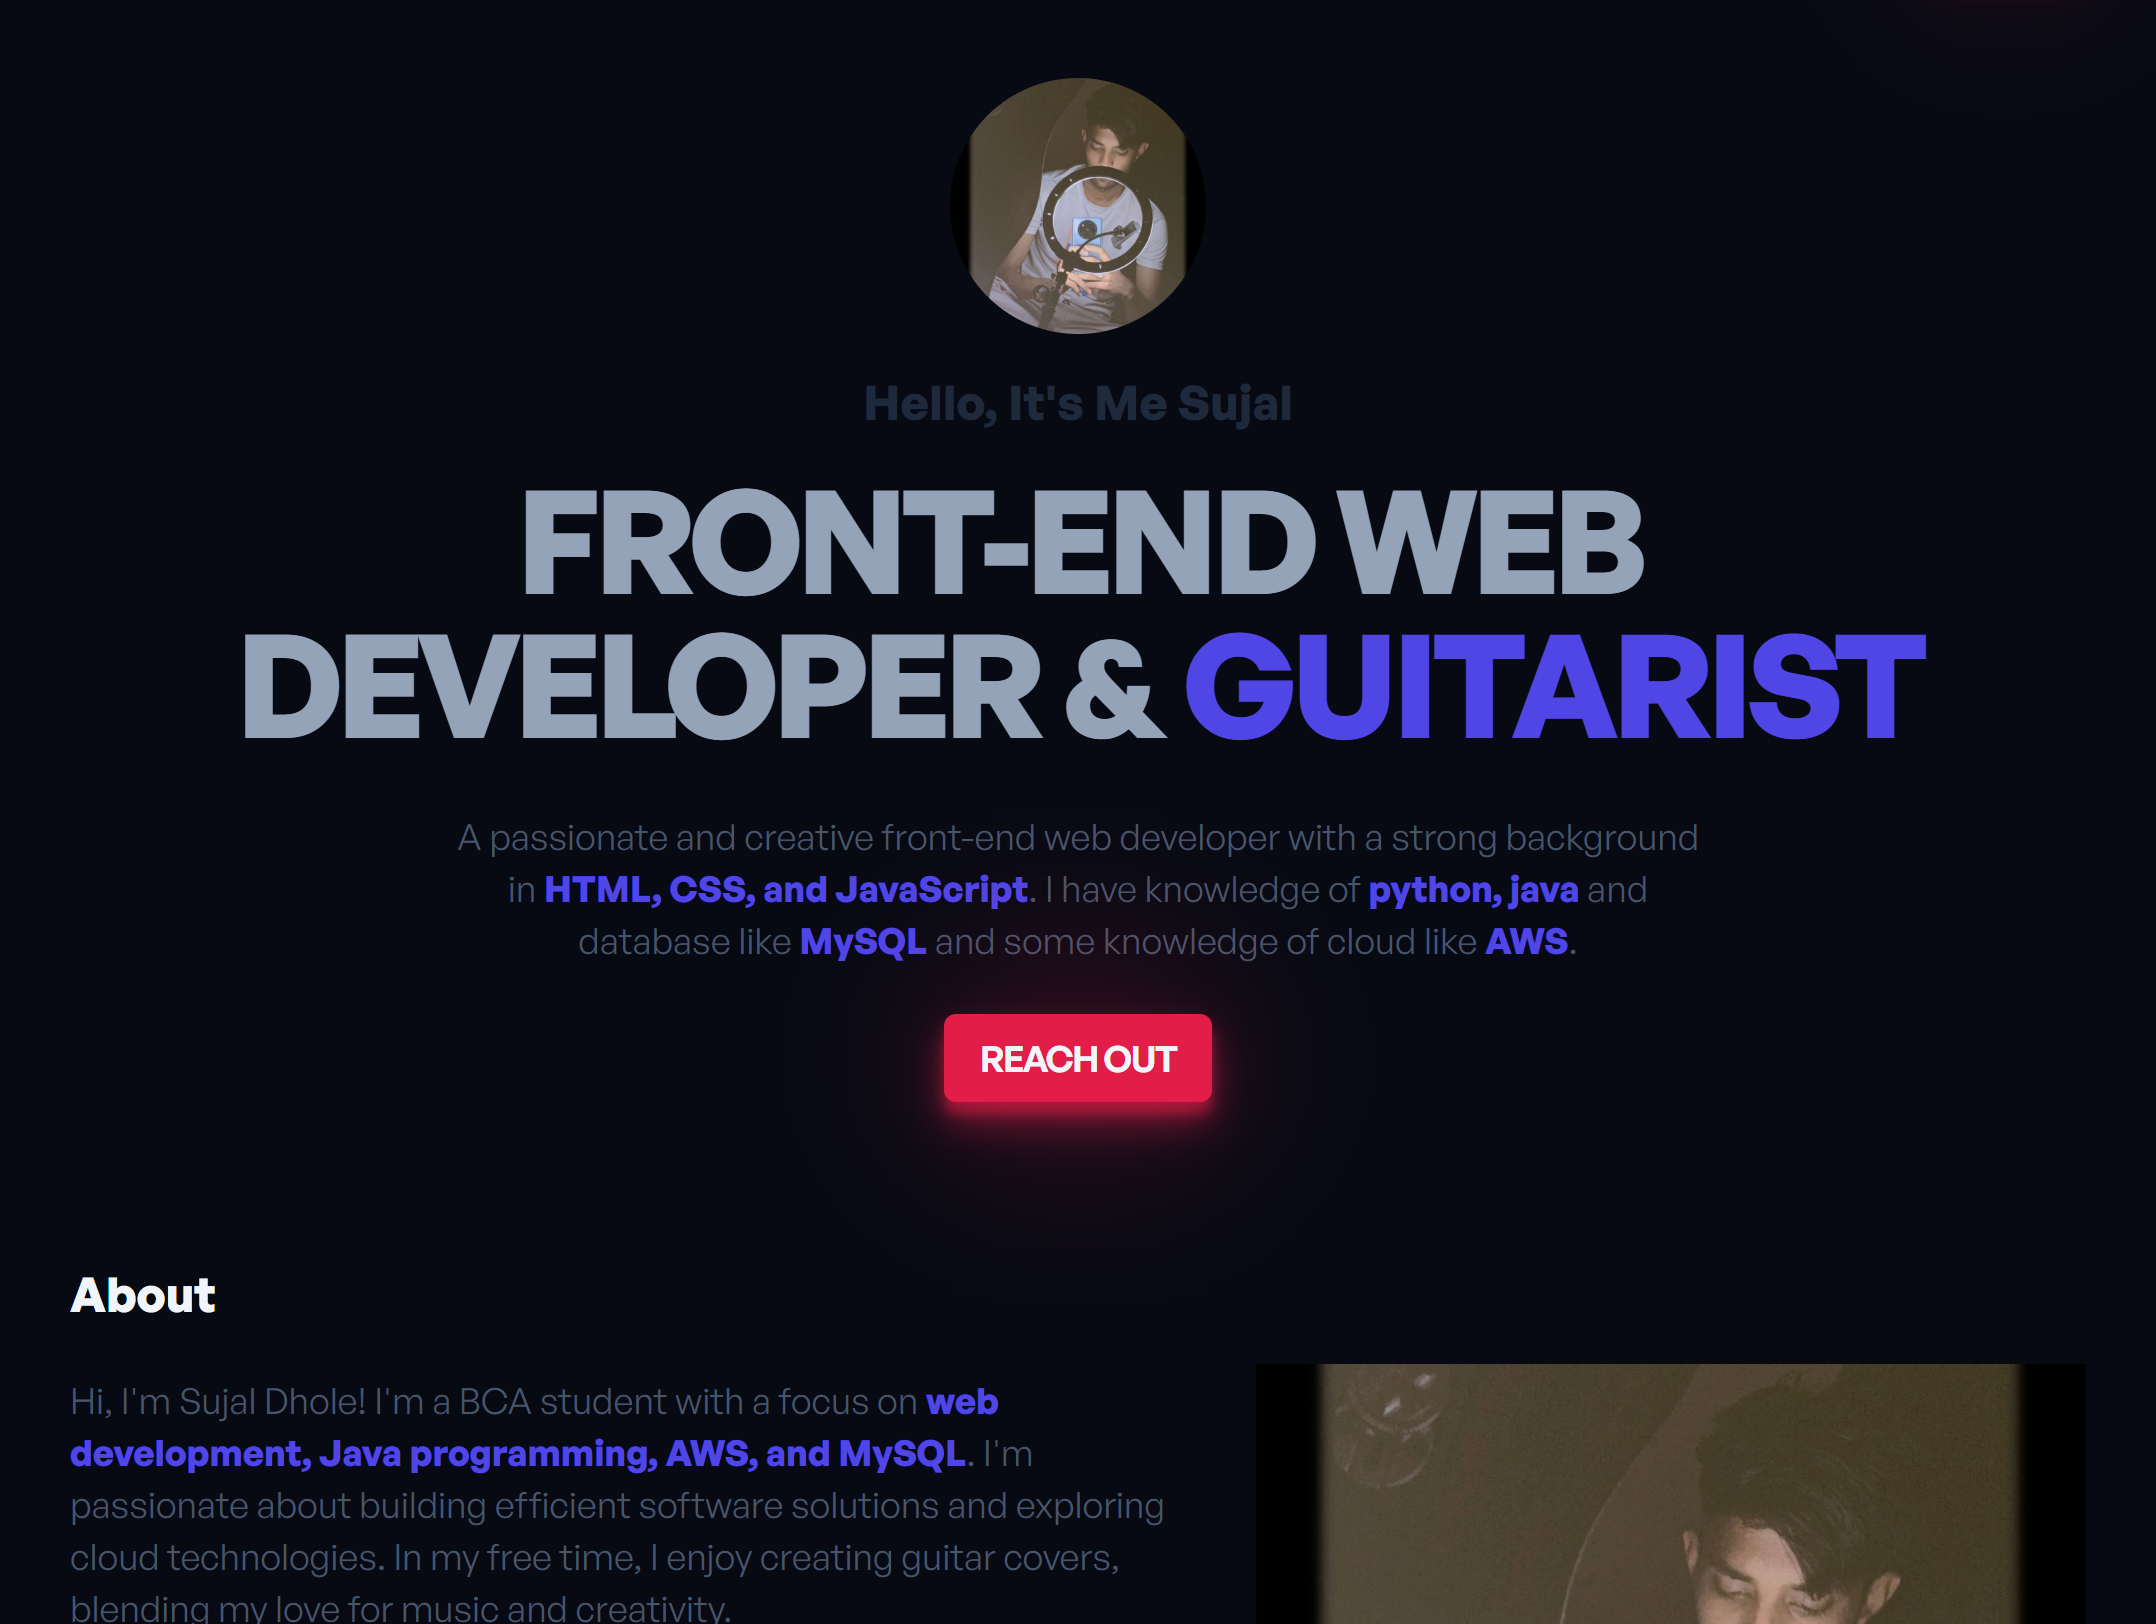 Hello, It's Me Sujal
FRONT-END WEB
DEVELOPER & GUITARIST
A passionate and creative front-end web developer with a strong background
in HTML, CSS, and JavaScript. I have knowledge of python, java and
database like MySQL and some knowledge of cloud like AWS.
REACH OUT
About
Hi, I'm Sujal Dhole! I'm a BCA student with a focus on web
development, Java programming, AWS, and MySQL. I'm
passionate about building efficient software solutions and exploring
cloud technologies. In my free time, I enjoy creating guitar covers,
blending my love for music and creativity.